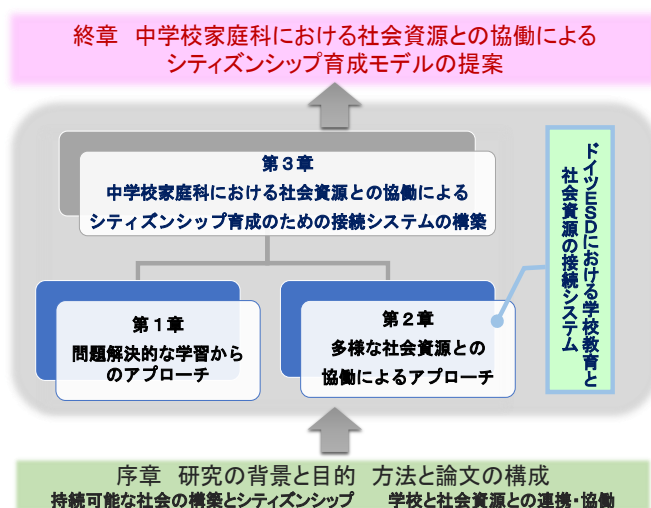 終章 中学校家庭科における社会資源との協働による
シティズンシップ育成モデルの提案
第３章
中学校家庭科における社会資源との協働による
シティズンシップ育成のための接続システムの構築
ドイツESDにおける学校教育と
社会資源の接続システム
第１章
問題解決的な学習から
のアプローチ
第２章
多様な社会資源との
協働によるアプローチ
序章 研究の背景と目的 方法と論文の構成
持続可能な社会の構築とシティズンシップ 学校と社会資源との連携・協働